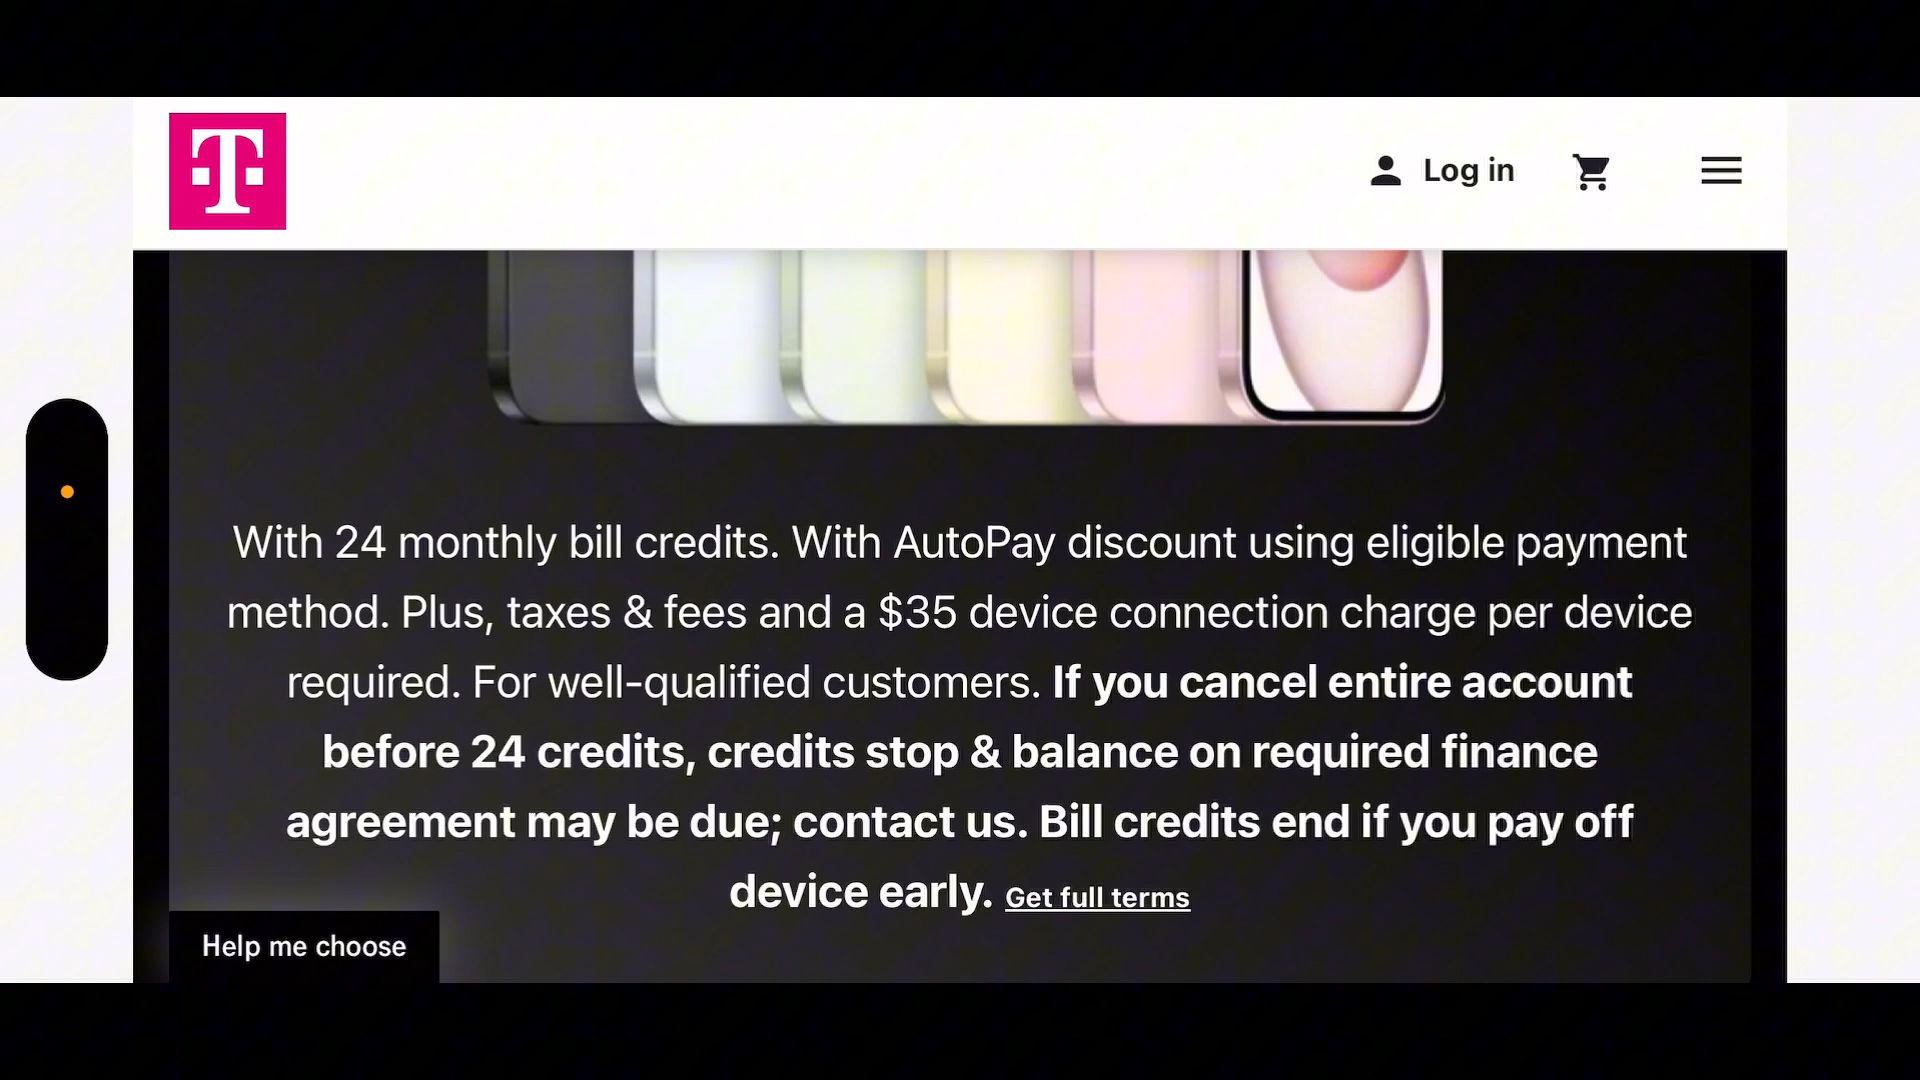 T
Log in
With 24 monthly bill credits. With AutoPay discount using eligible payment
method. Plus, taxes & fees and a $35 device connection charge per device
required. For well-qualified customers. If you cancel entire account
before 24 credits, credits stop & balance on required finance
agreement may be due; contact us. Bill credits end if you pay off
device early. Get full terms
Help me choose